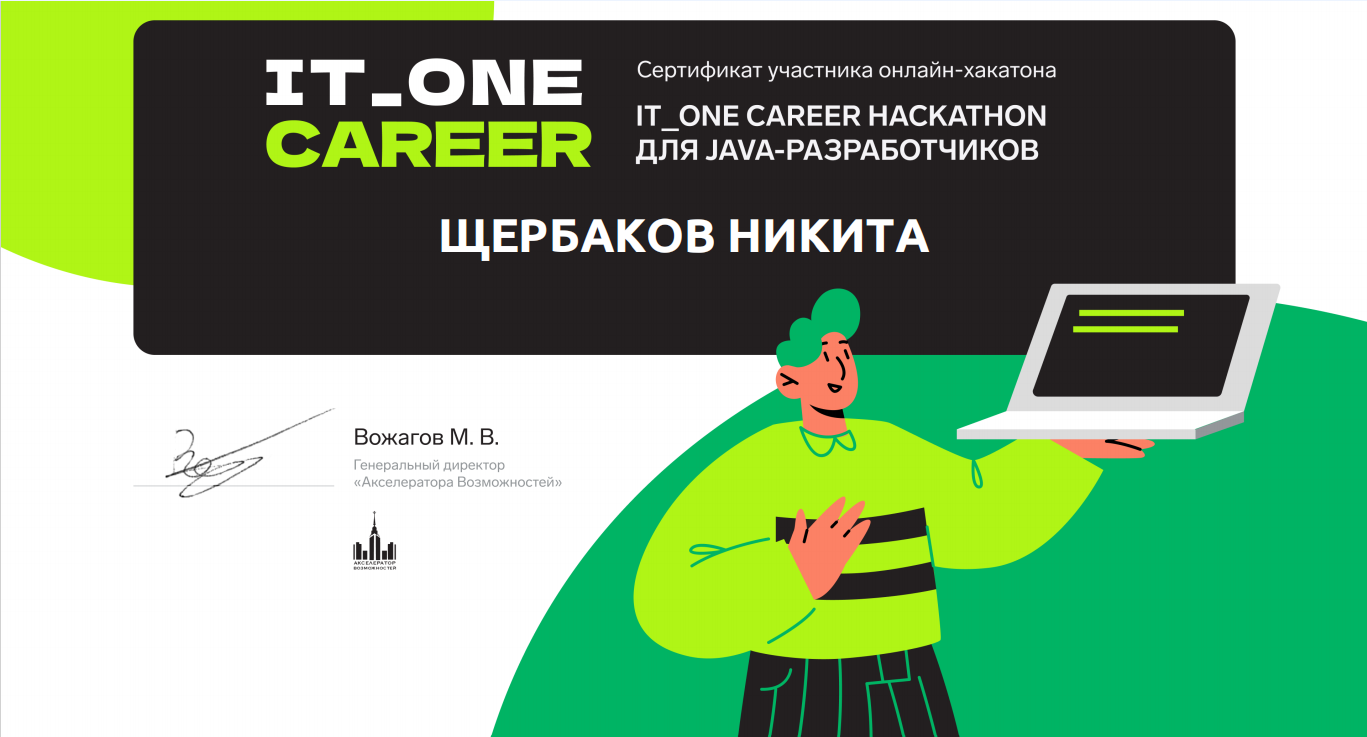 IT_ONE
CAREER
Сертификат участника онлайн-хакатона
IT_ONE CAREER HACKATHON
ДЛЯ JAVA-РАЗРАБОТЧИКОВ
ЩЕРБАКОВ НИКИТА
Вожагов М. В.
Генеральный директор
«Акселератора Возможностей»
АКСЕЛЕРАТОР
ВОЗМОЖНОСТЕЙ